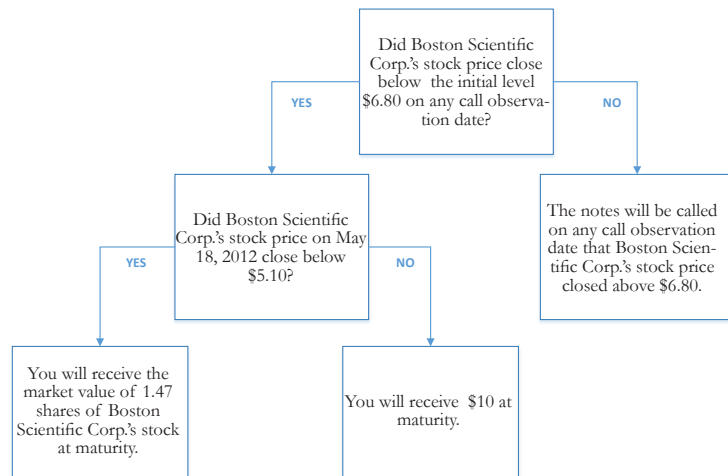 Did Boston Scientific
Corp.'s stock price close
below the initial level
$6.80 on any call observa-
tion date?
YES
NO
Did Boston Scientific
Corp.'s stock price on May
18, 2012 close below
$5.10?
The notes will be called
on any call observation
date that Boston Scien-
tific Corp.'s stock price
closed above $6.80.
YES
NO
You will receive the
market value of 1.47
shares of Boston
Scientific Corp.'s stock
at maturity.
You will receive $10 at
maturity.